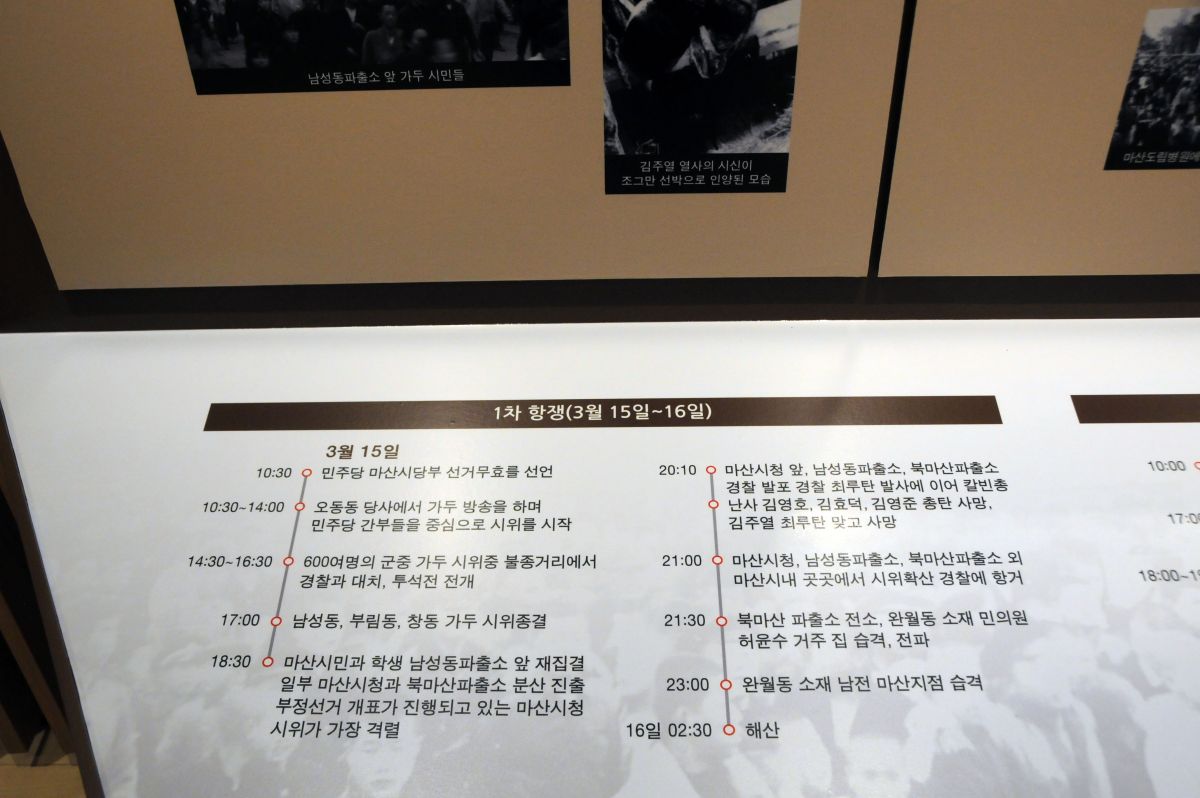 남성동파출소 앞 가두 시민들
김주열 열사의 시신이
조그만 선박으로 인양된 모습
마산도립병원에
1차 항쟁(3월 15일~16일)
3월 15일
10:30 민주당 마산시당부 선거무효를 선언
10:30~14:00 오동동 당사에서 가두 방송을 하며
민주당 간부들을 중심으로 시위를 시작
14:30~16:30 600여명의 군중 가두 시위중 불종거리에서
경찰과 대치, 투석전 전개
17:00 남성동, 부림동, 창동 가두 시위종결
18:30 마산시민과 학생 남성동파출소 앞 재집결
일부 마산시청과 북마산파출소 분산 진출
부정선거 개표가 진행되고 있는 마산시청
시위가 가장 격렬
20:10 마산시청 앞, 남성동파출소, 북마산파출소
경찰 발포 경찰 최루탄 발사에 이어 칼빈총
난사 김영호, 김효덕, 김영준 총탄 사망,
김주열 최루탄 맞고 사망
21:00 마산시청, 남성동파출소, 북마산파출소 외
마산시내 곳곳에서 시위확산 경찰에 항거
21:30 북마산 파출소 전소, 완월동 소재 민의원
허윤수 거주 집 습격, 전파
23:00 완월동 소재 남전 마산지점 습격
16일 02:30 해산
10:00
17:0
18:00~1